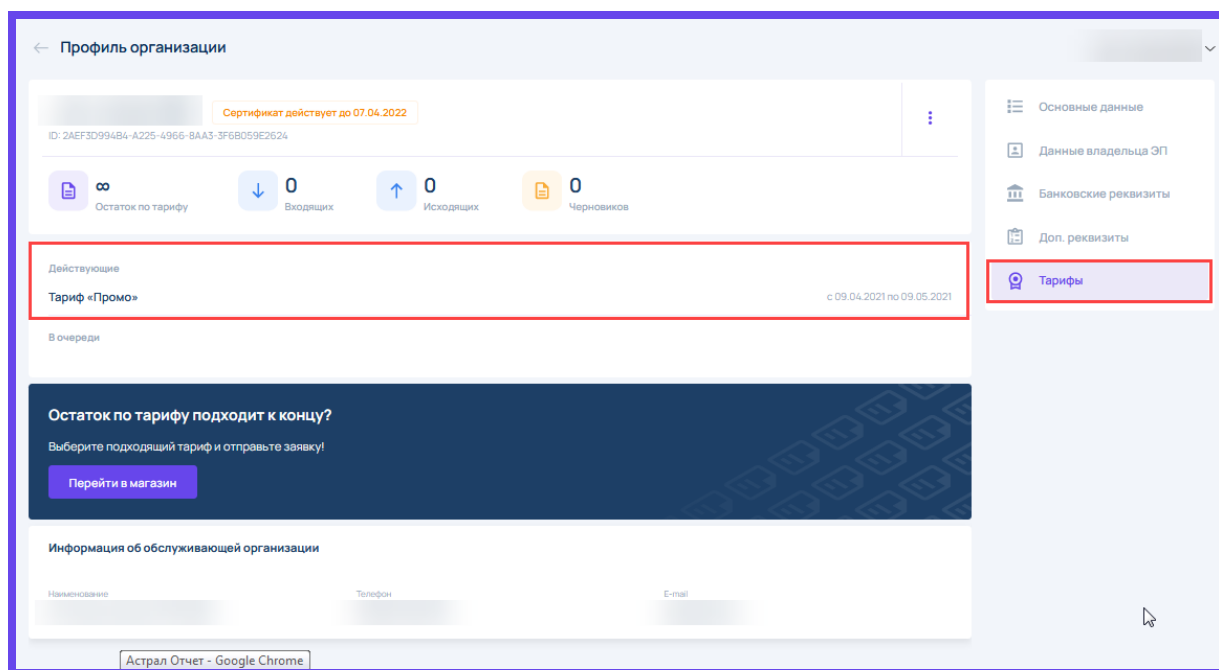 Профиль организации
Сертификат действует до 07.04.2022
ID: 2AEF3D994B4-A225-4966-8AA3-3F6B059E2624
∞ 0 0 0
Остаток по тарифу Входящих Исходящих Черновиков
Действующие
Тариф «Промо» с 09.04.2021 по 09.05.2021
В очереди
Остаток по тарифу подходит к концу?
Выберите подходящий тариф и отправьте заявку!
Перейти в магазин
Информация об обслуживающей организации
Наименование Телефон E-mail
Астрал Отчет - Google Chrome
Основные данные
Данные владельца ЭП
Банковские реквизиты
Доп. реквизиты
Тарифы